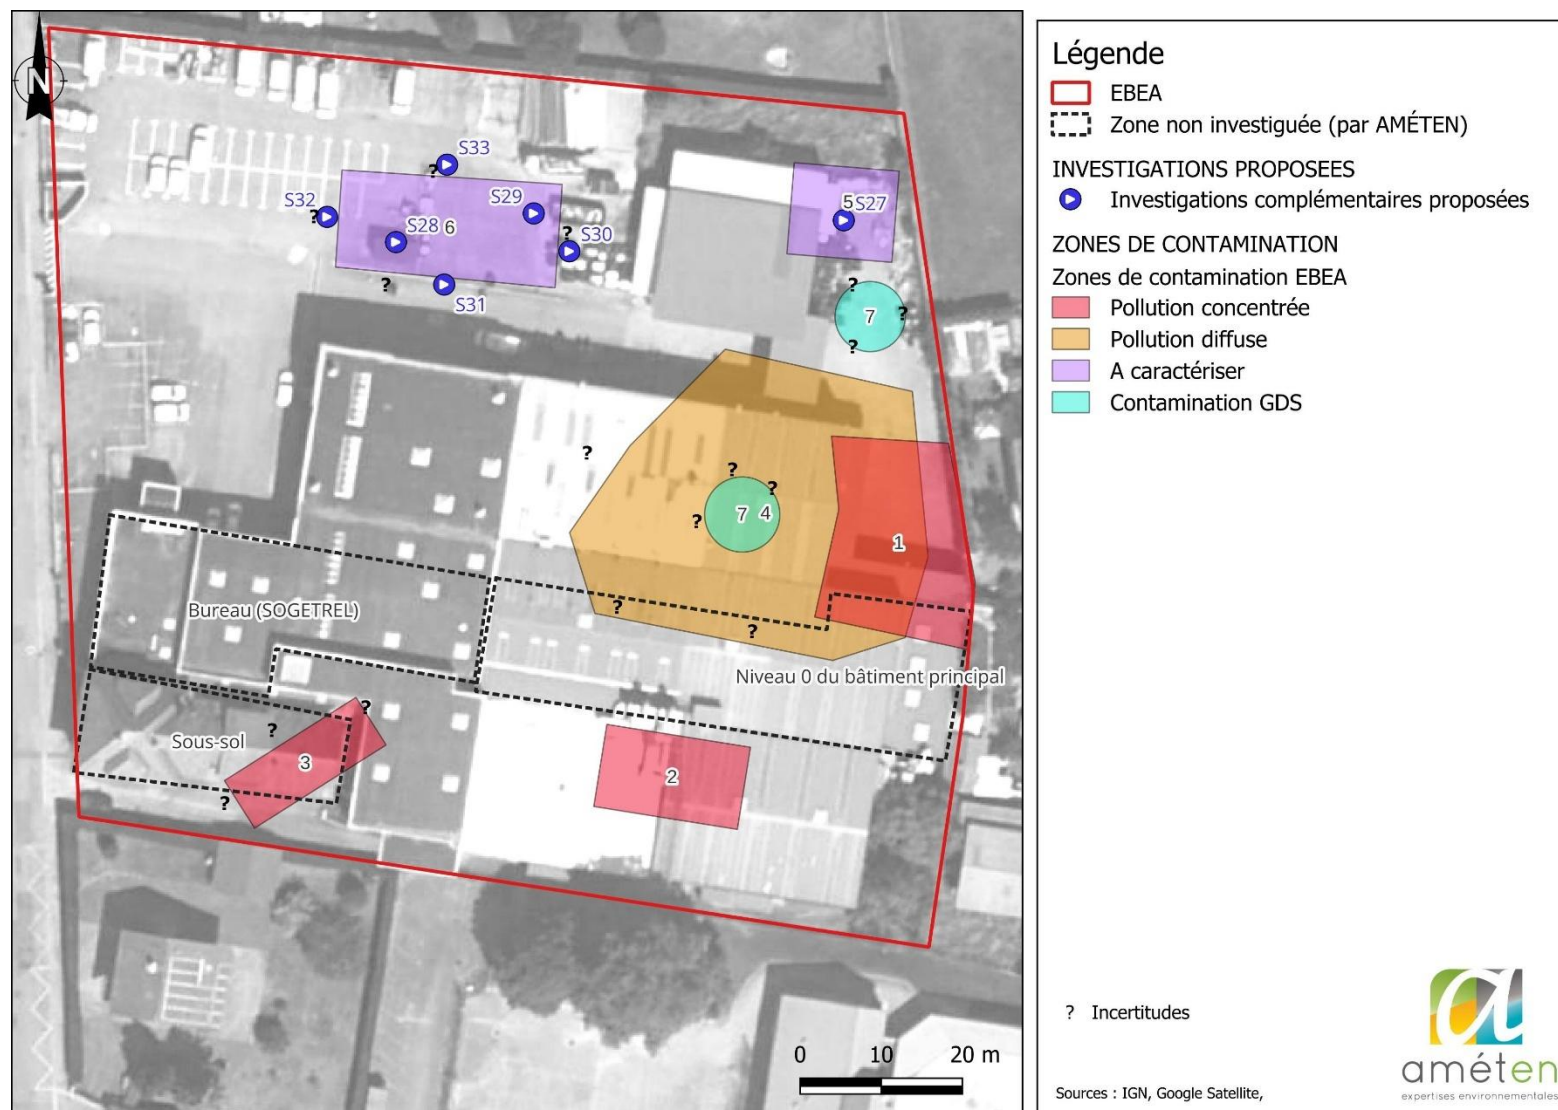 N
S33
?
S32
?
S29
S28 6
?
S30
?
S31
5
S27
?
7
?
?
?
?
?
7 4
?
1
Bureau (SOGETREL)
?
?
Niveau 0 du bâtiment principal
?
?
Sous-sol
3
2
?
0 10 20 m
Légende
EBEA
Zone non investiguée (par AMÉTEN)
INVESTIGATIONS PROPOSEES
Investigations complémentaires proposées
ZONES DE CONTAMINATION
Zones de contamination EBEA
Pollution concentrée
Pollution diffuse
A caractériser
Contamination GDS
? Incertitudes
Sources : IGN, Google Satellite,
a
améten
expertises environnementales